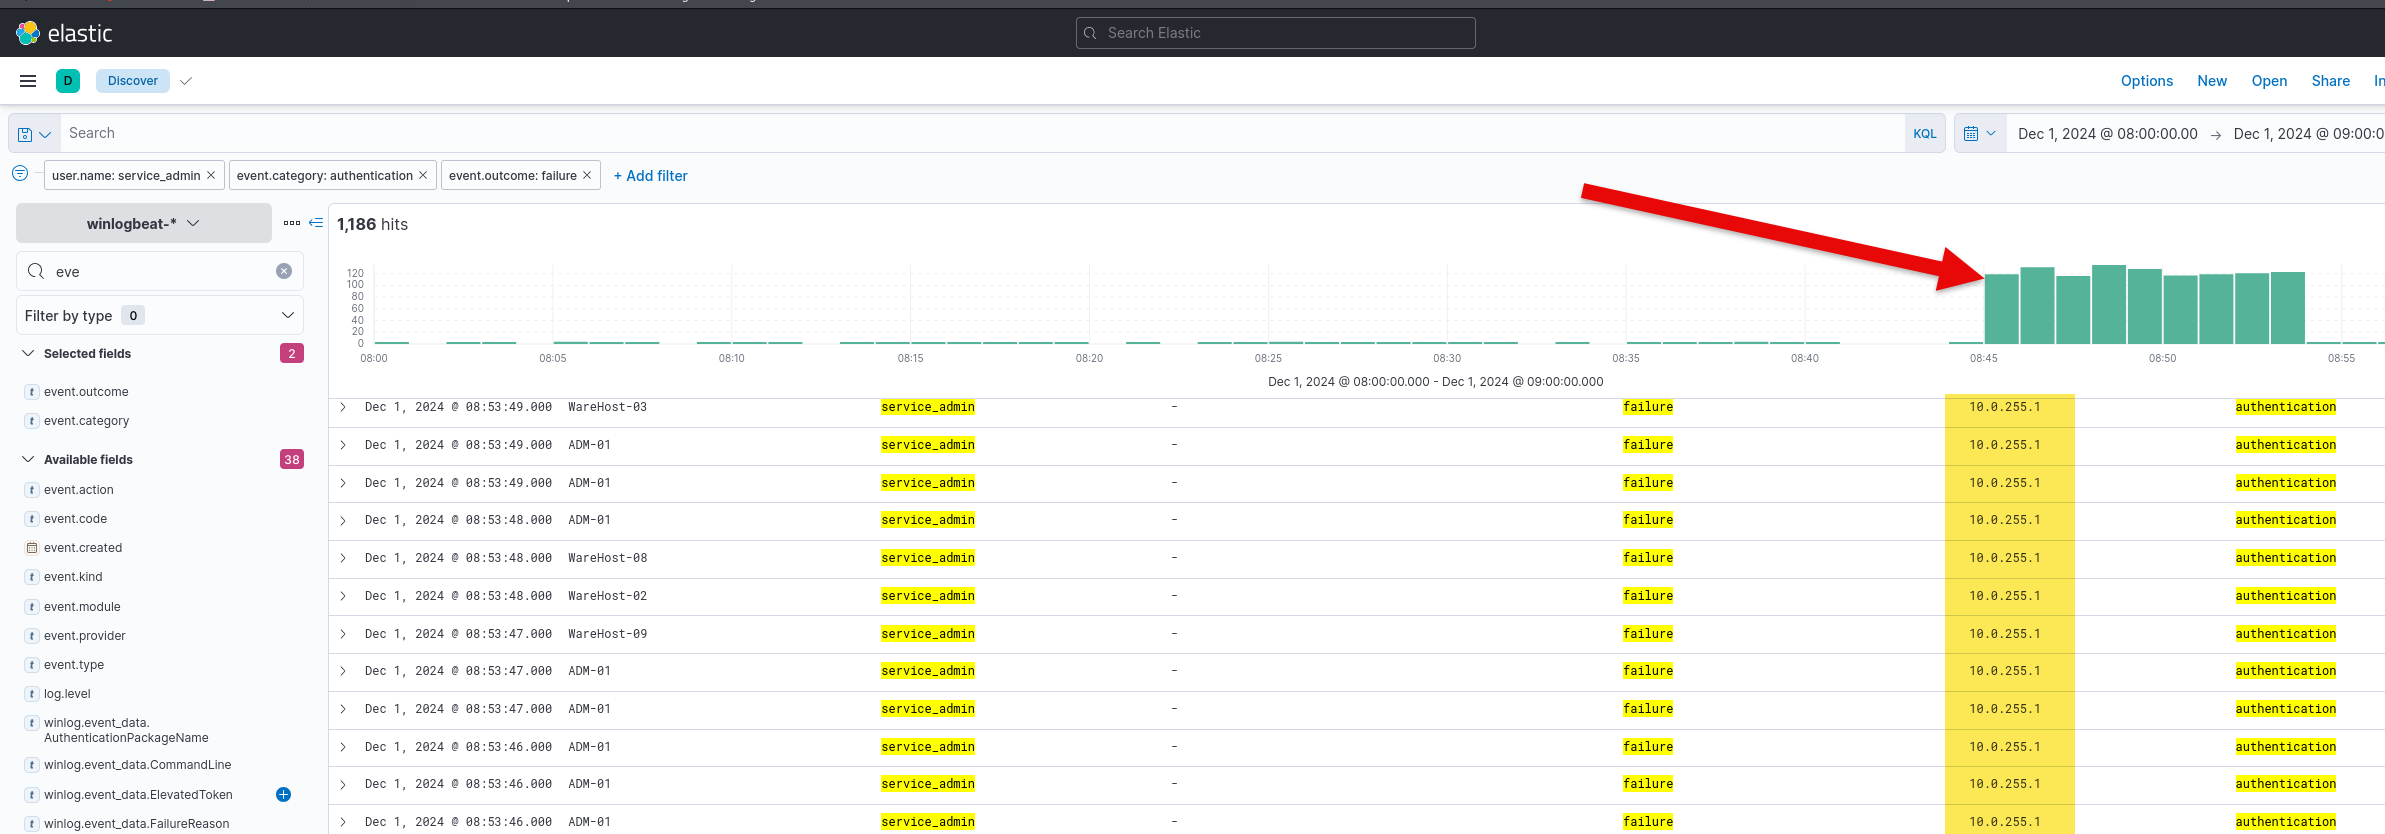 elastic
Search Elastic
D Discover
Options New Open Share In
Search
KQL
Dec 1, 2024 @ 08:00:00.00 → Dec 1, 2024 @ 09:00:0
user.name: service_admin × event.category: authentication × event.outcome: failure × + Add filter
winlogbeat-*
eve
Filter by type 0
Selected fields 2
t event.outcome
t event.category
Available fields 38
t event.action
t event.code
event.created
t event.kind
t event.module
t event.provider
t event.type
t log.level
t winlog.event_data.
AuthenticationPackageName
t winlog.event_data.CommandLine
t winlog.event_data.ElevatedToken
t winlog.event_data.FailureReason
1,186 hits
120
100
80
60
40
20
0
08:00 08:05 08:10 08:15 08:20 08:25 08:30 08:35 08:40 08:45 08:50 08:55
Dec 1, 2024 @ 08:00:00.000 - Dec 1, 2024 @ 09:00:00.000
Dec 1, 2024 @ 08:53:49.000 WareHost-03 service_admin - failure 10.0.255.1 authentication
Dec 1, 2024 @ 08:53:49.000 ADM-01 service_admin - failure 10.0.255.1 authentication
Dec 1, 2024 @ 08:53:49.000 ADM-01 service_admin - failure 10.0.255.1 authentication
Dec 1, 2024 @ 08:53:48.000 ADM-01 service_admin - failure 10.0.255.1 authentication
Dec 1, 2024 @ 08:53:48.000 WareHost-08 service_admin - failure 10.0.255.1 authentication
Dec 1, 2024 @ 08:53:48.000 WareHost-02 service_admin - failure 10.0.255.1 authentication
Dec 1, 2024 @ 08:53:47.000 WareHost-09 service_admin - failure 10.0.255.1 authentication
Dec 1, 2024 @ 08:53:47.000 ADM-01 service_admin - failure 10.0.255.1 authentication
Dec 1, 2024 @ 08:53:47.000 ADM-01 service_admin - failure 10.0.255.1 authentication
Dec 1, 2024 @ 08:53:46.000 ADM-01 service_admin - failure 10.0.255.1 authentication
Dec 1, 2024 @ 08:53:46.000 ADM-01 service_admin - failure 10.0.255.1 authentication
Dec 1, 2024 @ 08:53:46.000 ADM-01 service_admin - failure 10.0.255.1 authentication